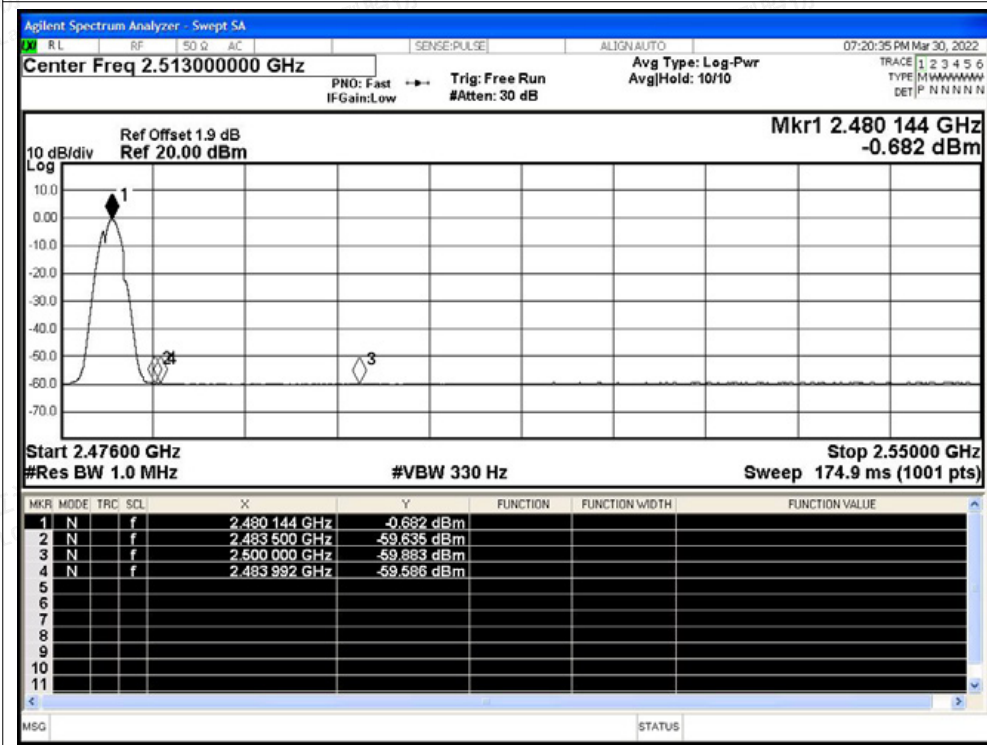 Agilent Spectrum Analyzer - Swept SA
LXI RL RF 50 Ω AC SENSE:PULSE ALIGN AUTO 07:20:35 PM Mar 30, 2022
Center Freq 2.513000000 GHz
PNO: Fast
IFGain:Low
Trig: Free Run
#Atten: 30 dB
Avg Type: Log-Pwr
Avg|Hold: 10/10
TRACE 1 2 3 4 5 6
TYPE M WWWWW
DET P N N N N N
Mkr1 2.480 144 GHz
-0.682 dBm
Ref Offset 1.9 dB
10 dB/div Ref 20.00 dBm
Log
10.0
0.00
-10.0
-20.0
-30.0
-40.0
-50.0
-60.0
-70.0
1
2
4
3
Start 2.47600 GHz Stop 2.55000 GHz
#Res BW 1.0 MHz #VBW 330 Hz Sweep 174.9 ms (1001 pts)
MKR MODE TRC SCL X Y FUNCTION FUNCTION WIDTH FUNCTION VALUE
1 N f 2.480 144 GHz -0.682 dBm
2 N f 2.483 500 GHz -59.635 dBm
3 N f 2.500 000 GHz -59.883 dBm
4 N f 2.483 992 GHz -59.586 dBm
5
6
7
8
9
10
11
MSG STATUS